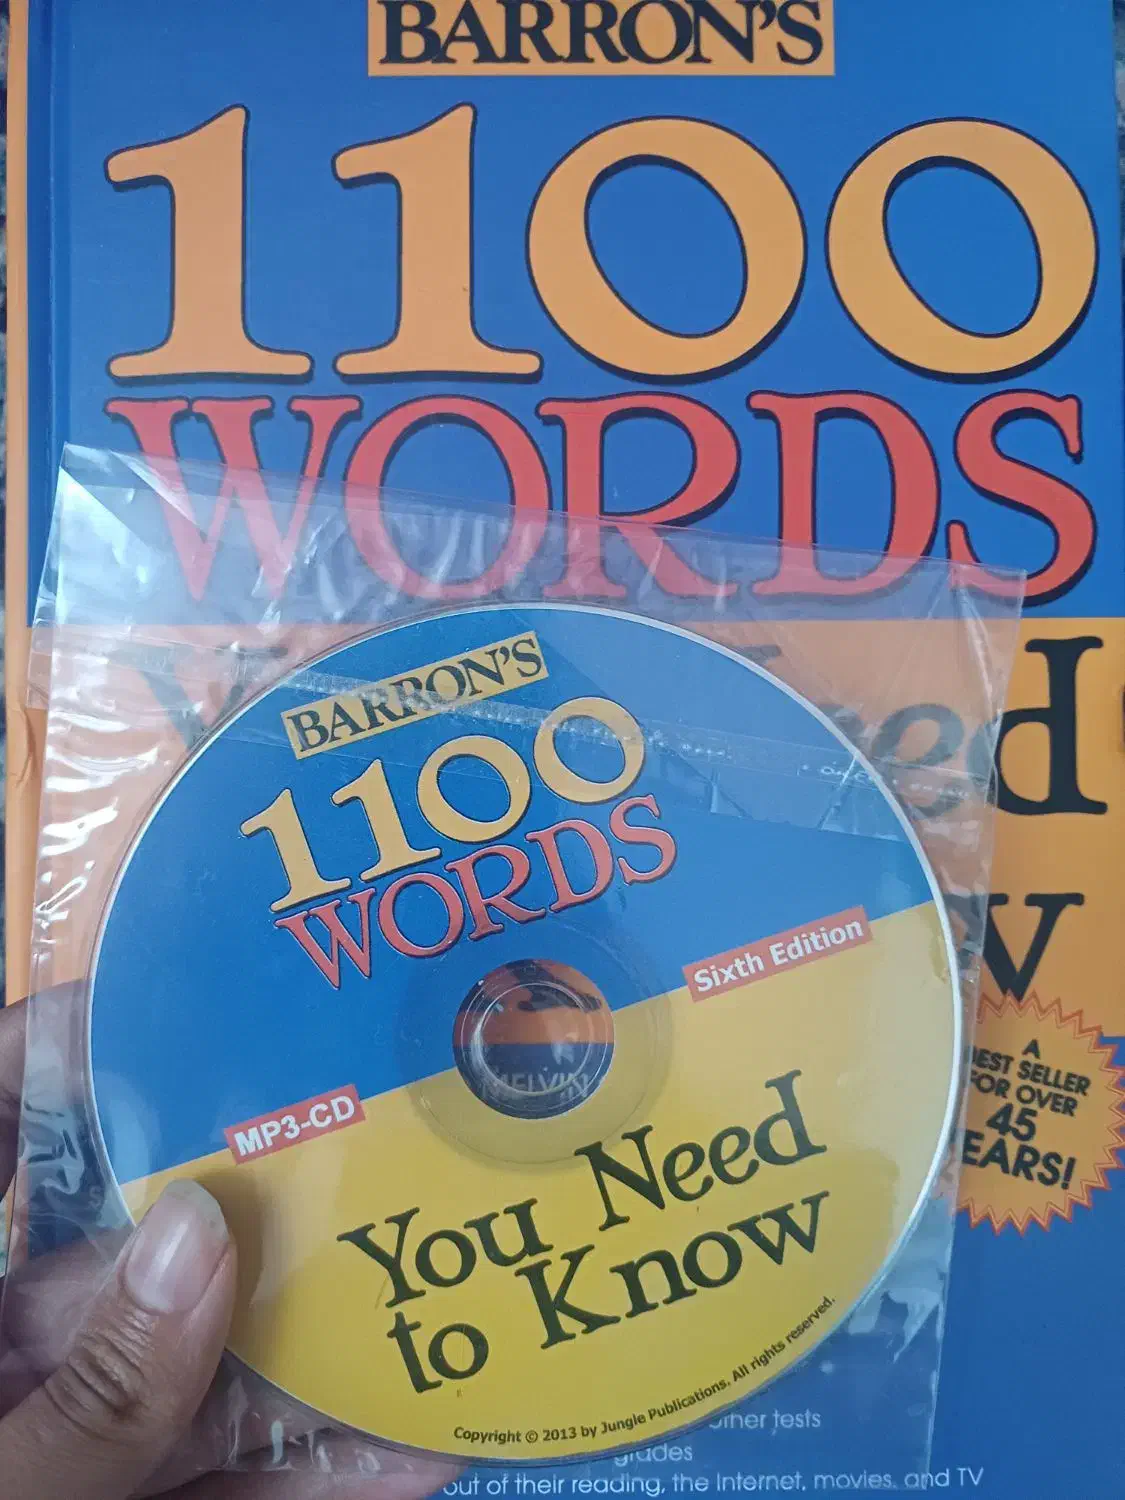 BARRON'S
1100
WORDS
Need
BARRON'S
1100
WORDS
Sixth Edition
MP3-CD
You Need
to Know
Copyright © 2013 by Jungle Publications. All rights reserved.
MELVIN
A
BEST SELLER
FOR OVER
45
YEARS!
other tests
grades
out of their reading, the Internet, movies, and TV